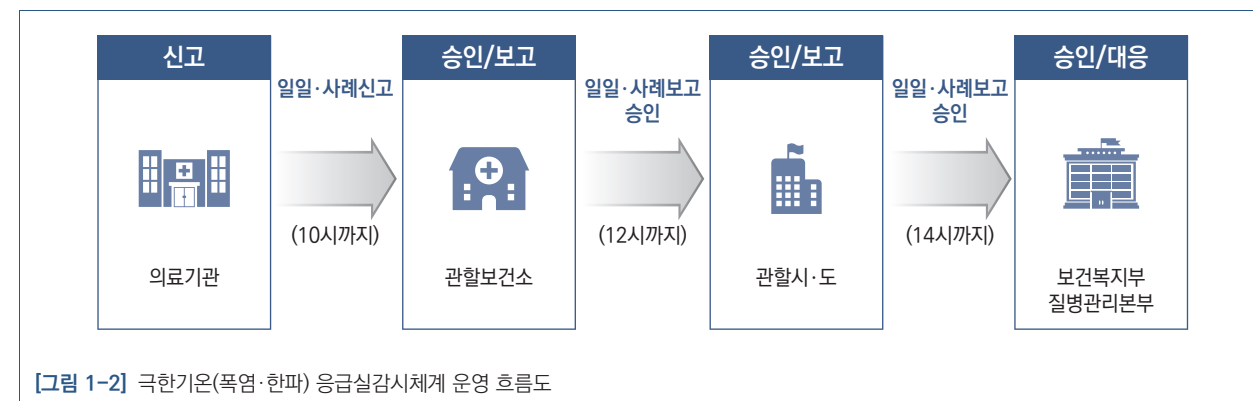 신고
승인/보고
승인/보고
승인/대응
일일·사례신고
일일·사례보고
승인
일일·사례보고
승인
(10시까지)
(12시까지)
(14시까지)
의료기관
관할보건소
관할시·도
보건복지부
질병관리본부
[그림 1-2] 극한기온(폭염·한파) 응급실감시체계 운영 흐름도